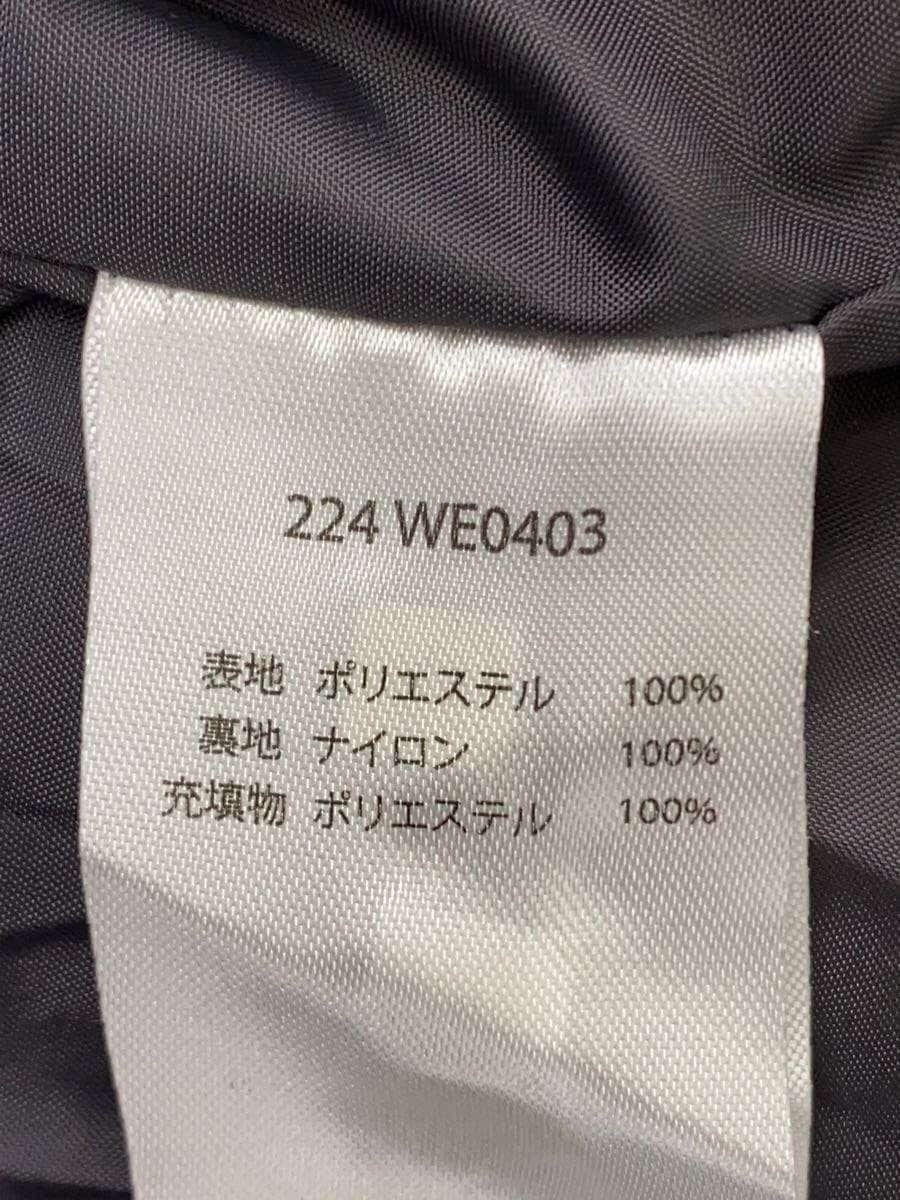 224 WE0403
表地 ポリエステル 100%
裏地 ナイロン 100%
充填物 ポリエステル 100%